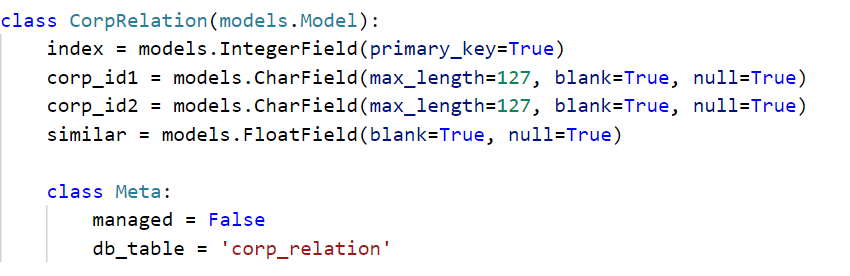 class CorpRelation(models.Model):
    index = models.IntegerField(primary_key=True)
    corp_id1 = models.CharField(max_length=127, blank=True, null=True)
    corp_id2 = models.CharField(max_length=127, blank=True, null=True)
    similar = models.FloatField(blank=True, null=True)

    class Meta:
        managed = False
        db_table = 'corp_relation'